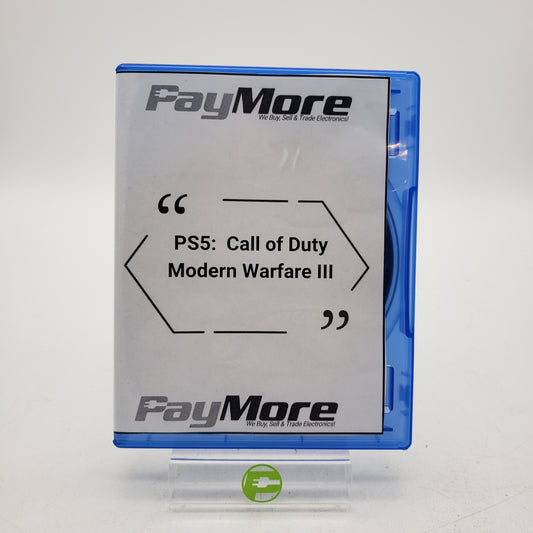 PayMore
We Buy, Sell & Trade Electronics!
“
PS5: Call of Duty
Modern Warfare III
”
PayMore
We Buy, Sell & Trade Electronics!